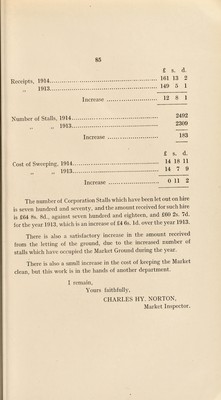 85
£ s. d.
Receipts, 1914 161 13 2
„ 1913 149 5 1
Increase 12 8 1
Number of Stalls, 1914 2492
„ „ 1913 2309
Increase 183
£ s. d.
Cost of Sweeping, 1914 14 18 11
„ „ 1913 14 7 9
Increase 0 11 2
The number of Corporation Stalls which have been let out on hire
is seven hundred and seventy, and the amount received for such hire
is £64 8s. 8d., against seven hundred and eighteen, and £60 2s. 7d.
for the year 1913, which is an increase of £4 6s. 1d. over the year 1913.
There is also a satisfactory increase in the amount received
from the letting of the ground, due to the increased number of
stalls which have occupied the Market Ground during the year.
There is also a small increase in the cost of keeping the Market
clean, but this work is in the hands of another department.
I remain,
Yours faithfully,
CHARLES HY. NORTON,
Market Inspector.